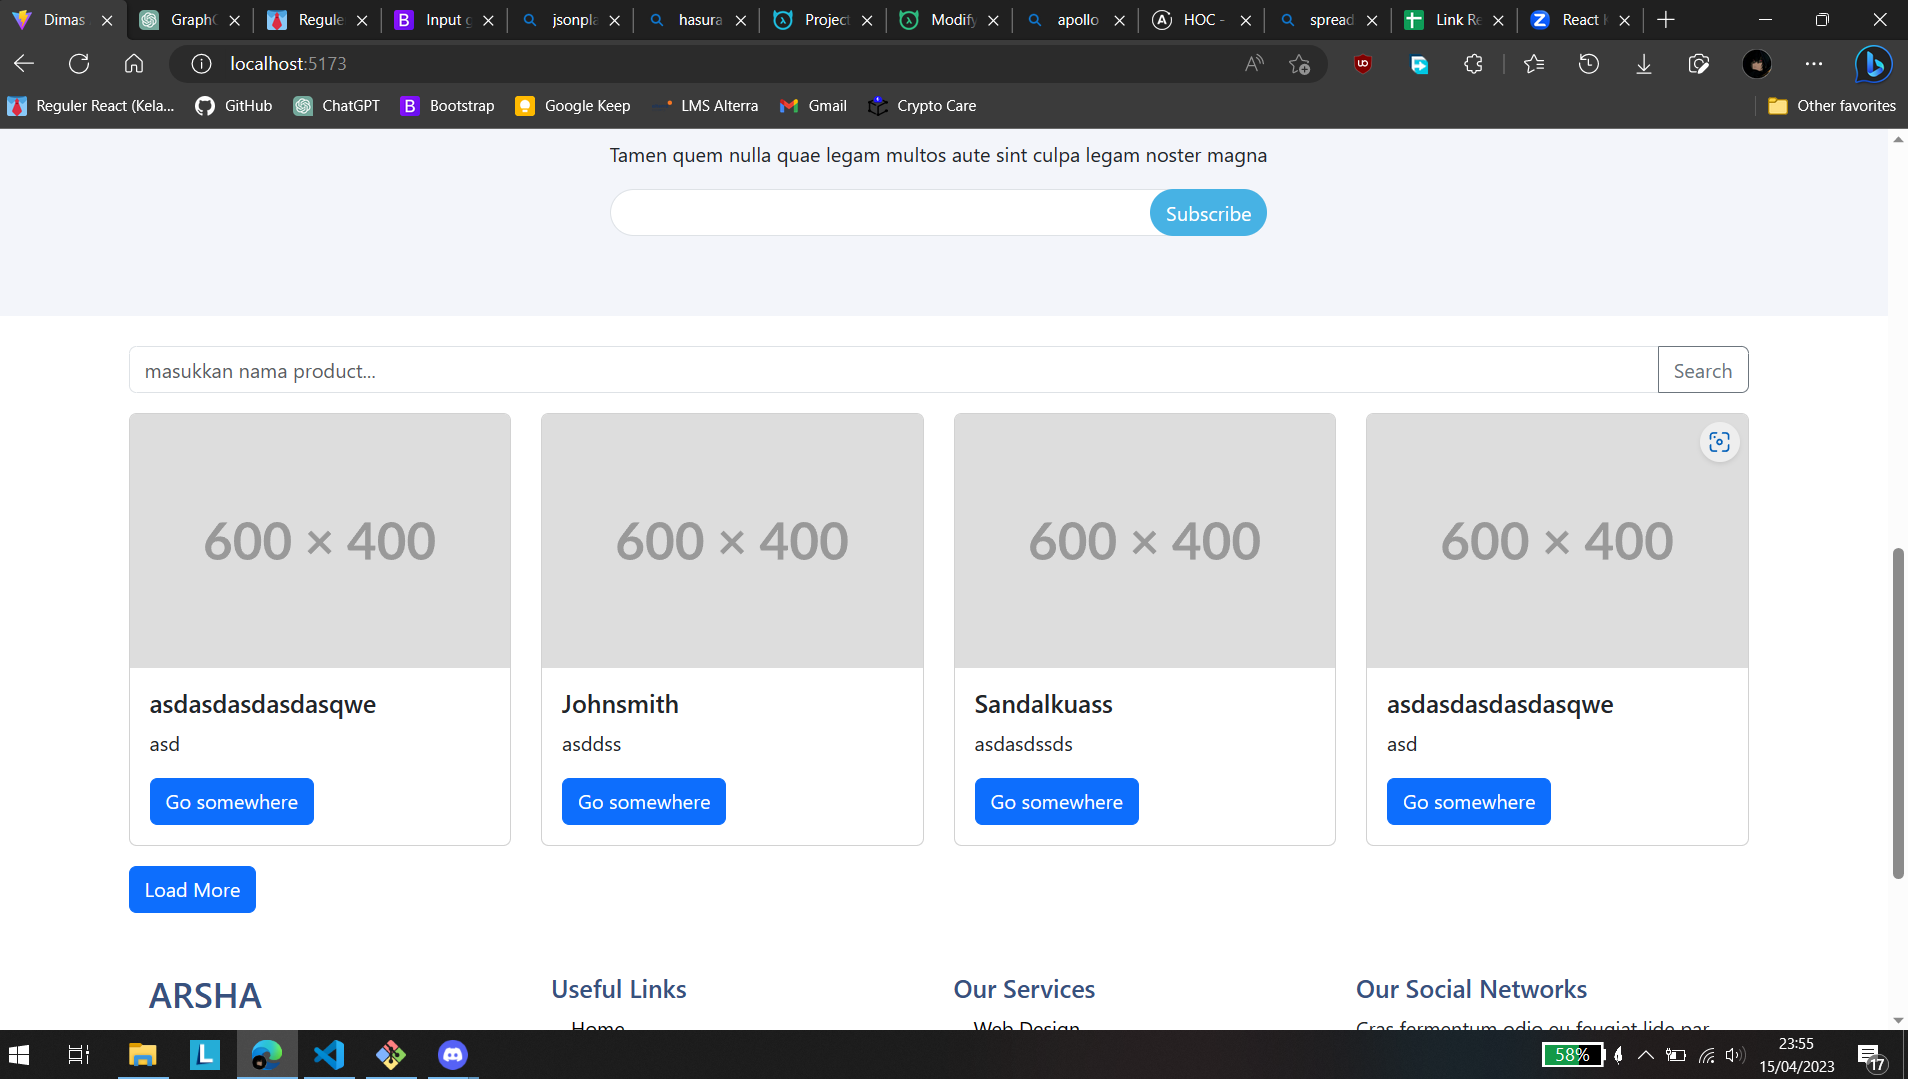 Dimas
GraphQ
Regule
Input g
jsonpla
hasura
Project
Modify
apollo
HOC -
spread
Link Re
React
localhost:5173
Reguler React (Kela...
GitHub
ChatGPT
Bootstrap
Google Keep
LMS Alterra
Gmail
Crypto Care
Other favorites
Tamen quem nulla quae legam multos aute sint culpa legam noster magna
Subscribe
masukkan nama product...
Search
600 × 400
600 × 400
600 × 400
600 × 400
asdasdasdasdasqwe
Johnsmith
Sandalkuass
asdasdasdasdasqwe
asd
asddss
asdasdssds
asd
Go somewhere
Go somewhere
Go somewhere
Go somewhere
Load More
ARSHA
Useful Links
Our Services
Our Social Networks
Home
Web Design
Cras fermentum odio eu feugiat lide par
58%
23:55
15/04/2023
17